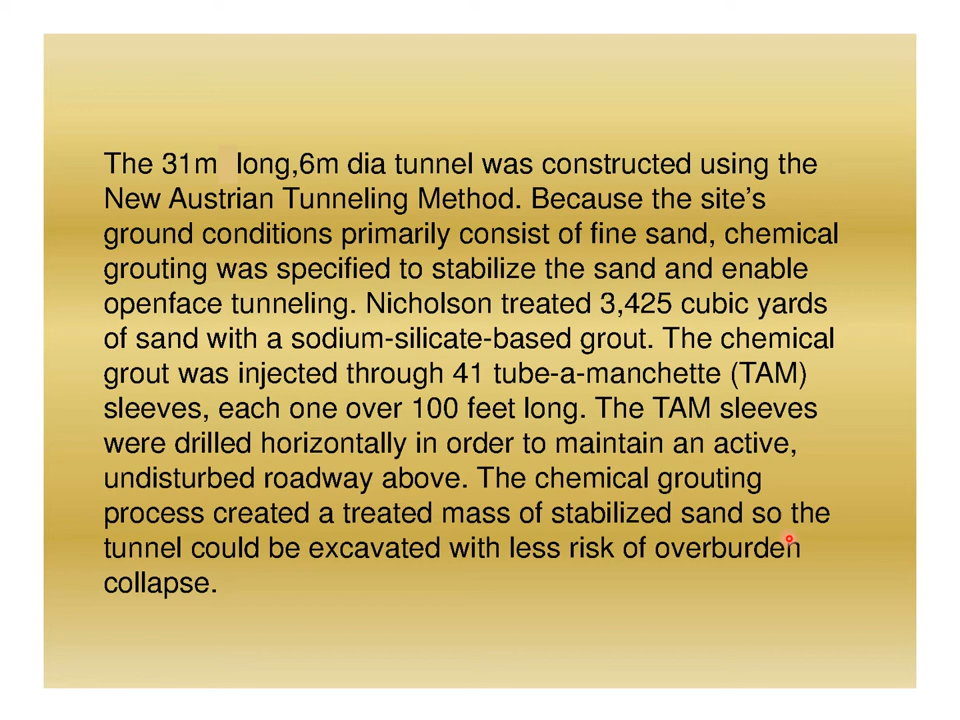 The 31m long,6m dia tunnel was constructed using the
New Austrian Tunneling Method. Because the site’s
ground conditions primarily consist of fine sand, chemical
grouting was specified to stabilize the sand and enable
openface tunneling. Nicholson treated 3,425 cubic yards
of sand with a sodium-silicate-based grout. The chemical
grout was injected through 41 tube-a-manchette (TAM)
sleeves, each one over 100 feet long. The TAM sleeves
were drilled horizontally in order to maintain an active,
undisturbed roadway above. The chemical grouting
process created a treated mass of stabilized sand so the
tunnel could be excavated with less risk of overburden
collapse.